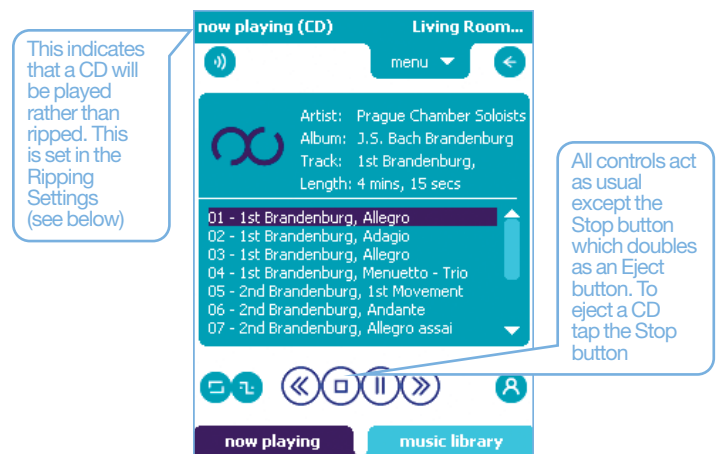 This indicates
that a CD will
be played
rather than
ripped. This
is set in the
Ripping
Settings
(see below)
now playing (CD) Living Room...
menu
Artist: Prague Chamber Soloists
Album: J.S. Bach Brandenburg
Track: 1st Brandenburg,
Length: 4 mins, 15 secs
01 - 1st Brandenburg, Allegro
02 - 1st Brandenburg, Adagio
03 - 1st Brandenburg, Allegro
04 - 1st Brandenburg, Menuetto - Trio
05 - 2nd Brandenburg, 1st Movement
06 - 2nd Brandenburg, Andante
07 - 2nd Brandenburg, Allegro assai
now playing music library
All controls act
as usual
except the
Stop button
which doubles
as an Eject
button. To
eject a CD
tap the Stop
button